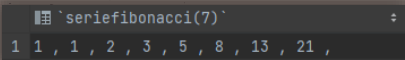 `seriefibonacci(7)`
1 1 , 1 , 2 , 3 , 5 , 8 , 13 , 21 ,